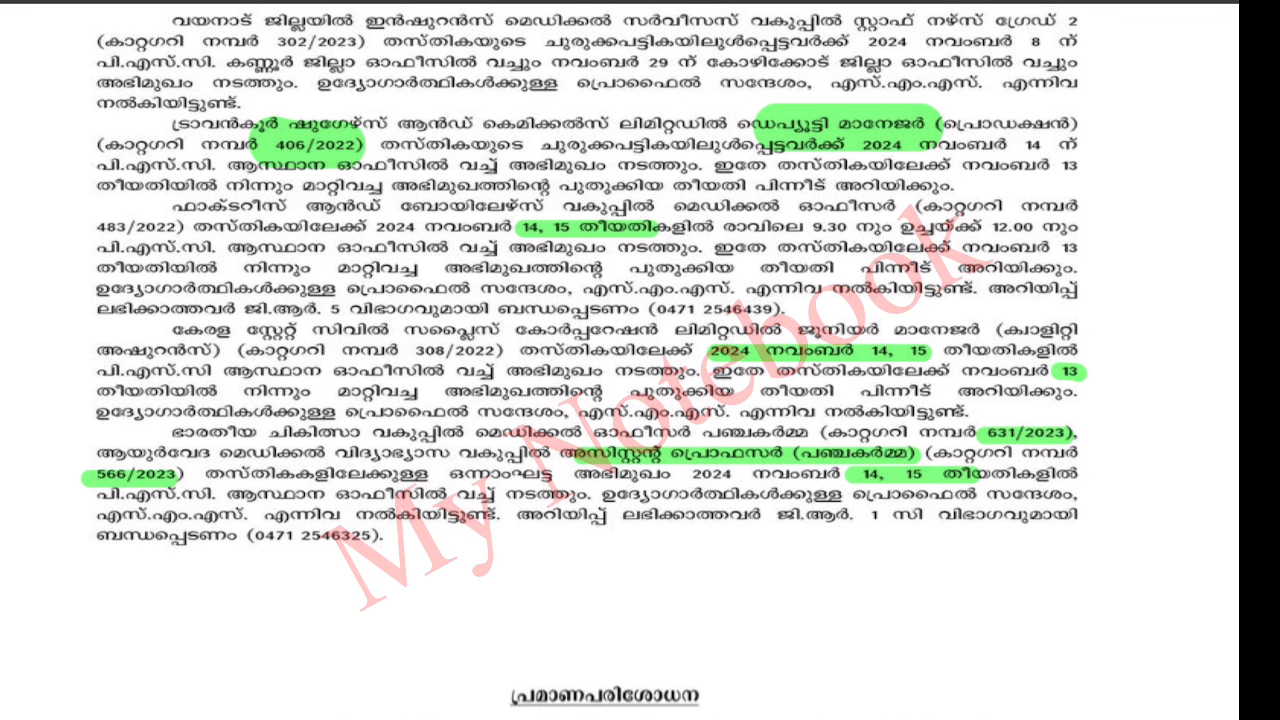 വയനാട് ജില്ലയിൽ ഇൻഷുറൻസ് മെഡിക്കൽ സർവീസസ് വകുപ്പിൽ സ്റ്റാഫ് നഴ്സ് ഗ്രേഡ് 2
(കാറ്റഗറി നമ്പർ 302/2023) തസ്തികയുടെ ചുരുക്കപട്ടികയിലുൾപ്പെട്ടവർക്ക് 2024 നവംബർ 8 ന്
പി.എസ്.സി. കണ്ണൂർ ജില്ലാ ഓഫീസിൽ വച്ചും നവംബർ 29 ന് കോഴിക്കോട് ജില്ലാ ഓഫീസിൽ വച്ചും
അഭിമുഖം നടത്തും. ഉദ്യോഗാർത്ഥികൾക്കുള്ള പ്രൊഫൈൽ സന്ദേശം, എസ്.എം.എസ്. എന്നിവ
നൽകിയിട്ടുണ്ട്.
ട്രാവൻകൂർ ഷുഗേഴ്സ് ആൻഡ് കെമിക്കൽസ് ലിമിറ്റഡിൽ ഡെപ്യൂട്ടി മാനേജർ (പ്രൊഡക്ഷൻ)
(കാറ്റഗറി നമ്പർ 406/2022) തസ്തികയുടെ ചുരുക്കപട്ടികയിലുൾപ്പെട്ടവർക്ക് 2024 നവംബർ 14 ന്
പി.എസ്.സി. ആസ്ഥാന ഓഫീസിൽ വച്ച് അഭിമുഖം നടത്തും. ഇതേ തസ്തികയിലേക്ക് നവംബർ 13
തീയതിയിൽ നിന്നും മാറ്റിവച്ച അഭിമുഖത്തിന്റെ പുതുക്കിയ തീയതി പിന്നീട് അറിയിക്കും.
ഫാക്ടറീസ് ആൻഡ് ബോയിലേഴ്സ് വകുപ്പിൽ മെഡിക്കൽ ഓഫീസർ (കാറ്റഗറി നമ്പർ
483/2022) തസ്തികയിലേക്ക് 2024 നവംബർ 14, 15 തീയതികളിൽ രാവിലെ 9.30 നും ഉച്ചയ്ക്ക് 12.00 നും
പി.എസ്.സി. ആസ്ഥാന ഓഫീസിൽ വച്ച് അഭിമുഖം നടത്തും. ഇതേ തസ്തികയിലേക്ക് നവംബർ 13
തീയതിയിൽ നിന്നും മാറ്റിവച്ച അഭിമുഖത്തിന്റെ പുതുക്കിയ തീയതി പിന്നീട് അറിയിക്കും.
ഉദ്യോഗാർത്ഥികൾക്കുള്ള പ്രൊഫൈൽ സന്ദേശം, എസ്.എം.എസ്. എന്നിവ നൽകിയിട്ടുണ്ട്. അറിയിപ്പ്
ലഭിക്കാത്തവർ ജി.ആർ. 5 വിഭാഗവുമായി ബന്ധപ്പെടണം (0471 2546439).
കേരള സ്റ്റേറ്റ് സിവിൽ സപ്ലൈസ് കോർപ്പറേഷൻ ലിമിറ്റഡിൽ ജൂനിയർ മാനേജർ (ക്വാളിറ്റി
അഷുറൻസ്) (കാറ്റഗറി നമ്പർ 308/2022) തസ്തികയിലേക്ക് 2024 നവംബർ 14, 15 തീയതികളിൽ
പി.എസ്.സി ആസ്ഥാന ഓഫീസിൽ വച്ച് അഭിമുഖം നടത്തും. ഇതേ തസ്തികയിലേക്ക് നവംബർ 13
തീയതിയിൽ നിന്നും മാറ്റിവച്ച അഭിമുഖത്തിന്റെ പുതുക്കിയ തീയതി പിന്നീട് അറിയിക്കും.
ഉദ്യോഗാർത്ഥികൾക്കുള്ള പ്രൊഫൈൽ സന്ദേശം, എസ്.എം.എസ്. എന്നിവ നൽകിയിട്ടുണ്ട്.
ഭാരതീയ ചികിത്സാ വകുപ്പിൽ മെഡിക്കൽ ഓഫീസർ പഞ്ചകർമ്മ (കാറ്റഗറി നമ്പർ 631/2023),
ആയുർവേദ മെഡിക്കൽ വിദ്യാഭ്യാസ വകുപ്പിൽ അസിസ്റ്റന്റ് പ്രൊഫസർ (പഞ്ചകർമ്മ) (കാറ്റഗറി നമ്പർ
566/2023) തസ്തികകളിലേക്കുള്ള ഒന്നാംഘട്ട അഭിമുഖം 2024 നവംബർ 14, 15 തീയതികളിൽ
പി.എസ്.സി. ആസ്ഥാന ഓഫീസിൽ വച്ച് നടത്തും. ഉദ്യോഗാർത്ഥികൾക്കുള്ള പ്രൊഫൈൽ സന്ദേശം,
എസ്.എം.എസ്. എന്നിവ നൽകിയിട്ടുണ്ട്. അറിയിപ്പ് ലഭിക്കാത്തവർ ജി.ആർ. 1 സി വിഭാഗവുമായി
ബന്ധപ്പെടണം (0471 2546325).
My Notebook
പ്രമാണപരിശോധന